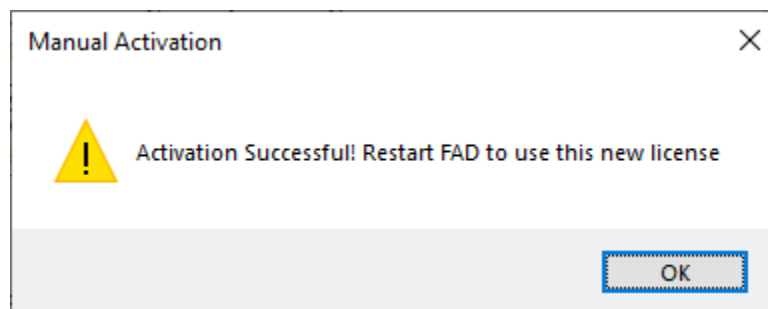 Manual Activation
Activation Successful! Restart FAD to use this new license
OK